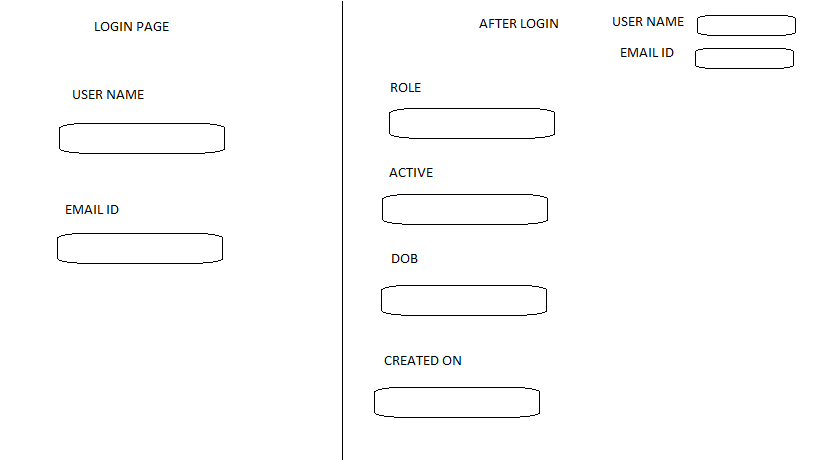 LOGIN PAGE
USER NAME
EMAIL ID
AFTER LOGIN
USER NAME
EMAIL ID
ROLE
ACTIVE
DOB
CREATED ON